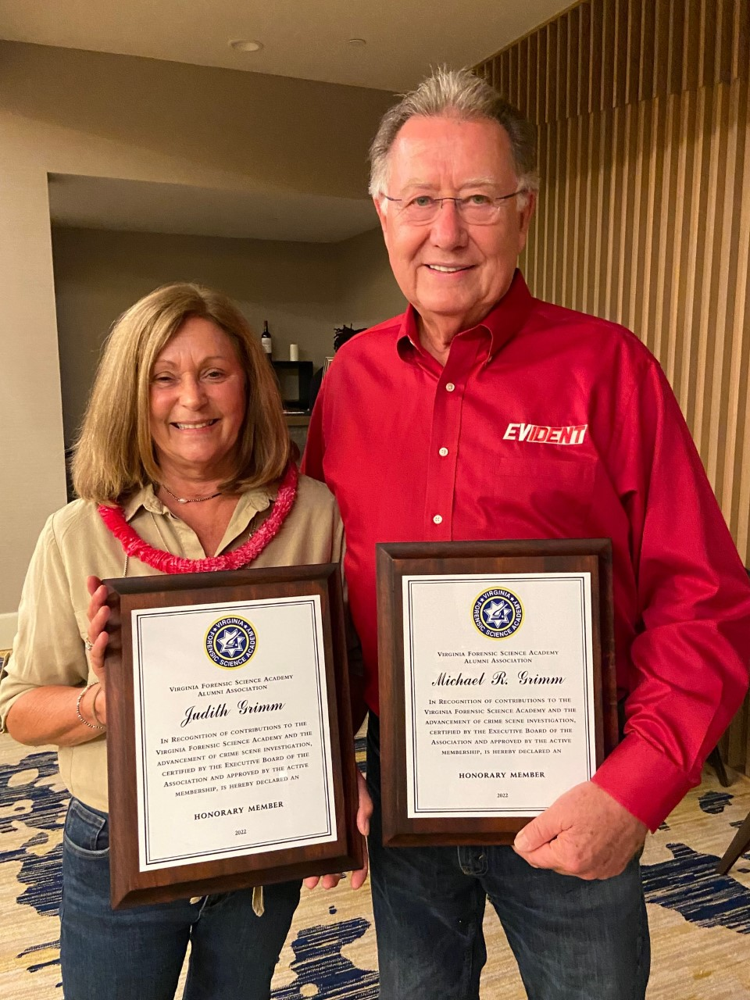 EVIDENT
VIRGINIA
FORENSIC SCIENCE ACADEMY
VIRGINIA FORENSIC SCIENCE ACADEMY
ALUMNI ASSOCIATION
Judith Grimm
IN RECOGNITION OF CONTRIBUTIONS TO THE
VIRGINIA FORENSIC SCIENCE ACADEMY AND THE
ADVANCEMENT OF CRIME SCENE INVESTIGATION,
CERTIFIED BY THE EXECUTIVE BOARD OF THE
ASSOCIATION AND APPROVED BY THE ACTIVE
MEMBERSHIP, IS HEREBY DECLARED AN
HONORARY MEMBER
2022
VIRGINIA
FORENSIC SCIENCE ACADEMY
VIRGINIA FORENSIC SCIENCE ACADEMY
ALUMNI ASSOCIATION
Michael R. Grimm
IN RECOGNITION OF CONTRIBUTIONS TO THE
VIRGINIA FORENSIC SCIENCE ACADEMY AND THE
ADVANCEMENT OF CRIME SCENE INVESTIGATION,
CERTIFIED BY THE EXECUTIVE BOARD OF THE
ASSOCIATION AND APPROVED BY THE ACTIVE
MEMBERSHIP, IS HEREBY DECLARED AN
HONORARY MEMBER
2022